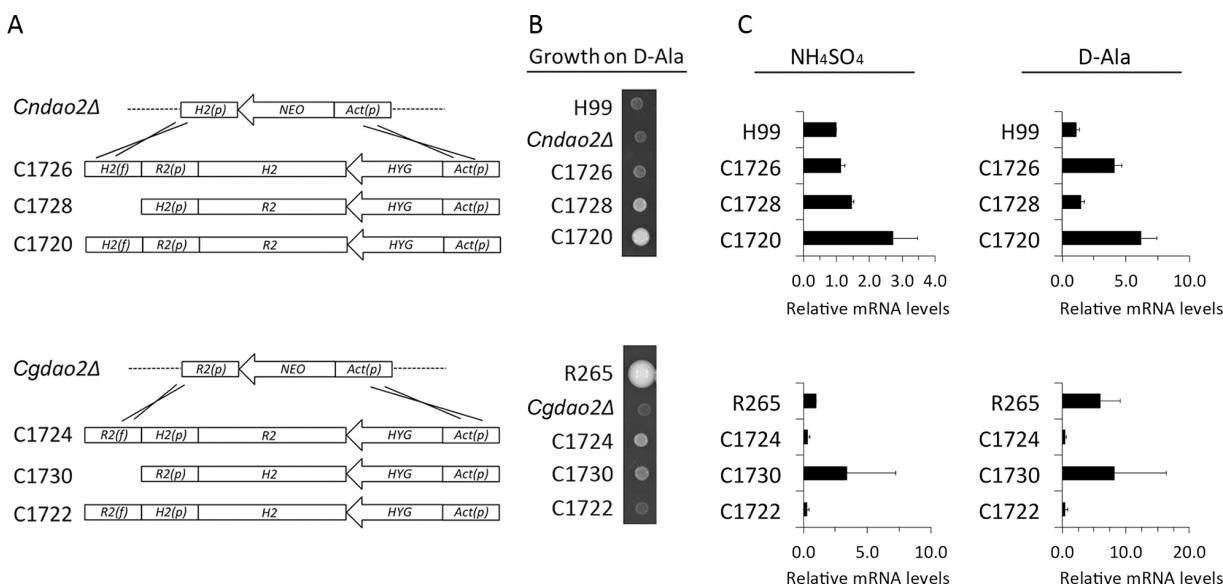 A
B
C
Growth on D-Ala
NH₄SO₄
D-Ala
Cndao2Δ
H2(p) NEO Act(p)
C1726
H2(f) R2(p) H2 HYG Act(p)
C1728
H2(p) R2 HYG Act(p)
C1720
H2(f) R2(p) R2 HYG Act(p)
H99
Cndao2Δ
C1726
C1728
C1720
H99
C1726
C1728
C1720
0.0 1.0 2.0 3.0 4.0
Relative mRNA levels
H99
C1726
C1728
C1720
0.0 5.0 10.0
Relative mRNA levels
Cgdao2Δ
R2(p) NEO Act(p)
C1724
R2(f) H2(p) R2 HYG Act(p)
C1730
R2(p) H2 HYG Act(p)
C1722
R2(f) H2(p) H2 HYG Act(p)
R265
Cgdao2Δ
C1724
C1730
C1722
R265
C1724
C1730
C1722
0.0 5.0 10.0
Relative mRNA levels
R265
C1724
C1730
C1722
0.0 10.0 20.0
Relative mRNA levels